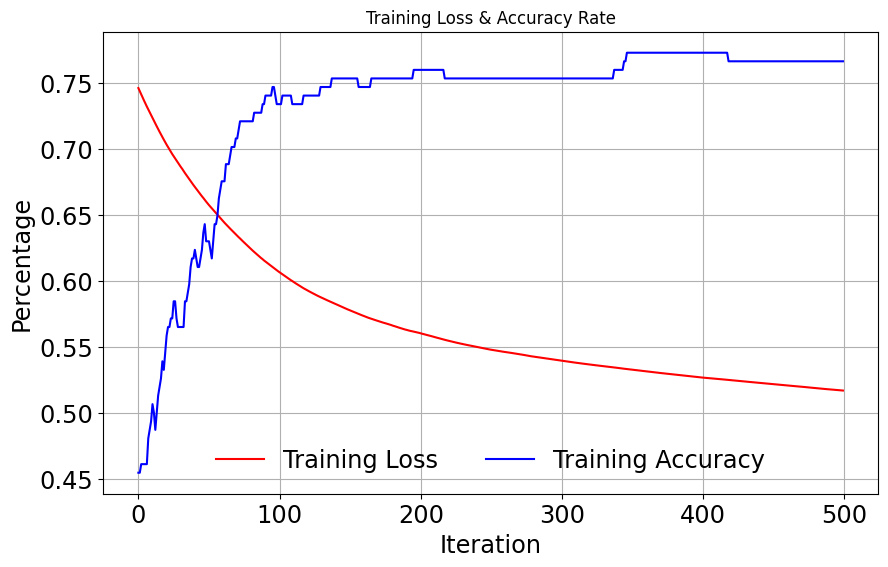 Training Loss & Accuracy Rate
Percentage
0.75
0.70
0.65
0.60
0.55
0.50
0.45
Training Loss
Training Accuracy
0 100 200 300 400 500
Iteration